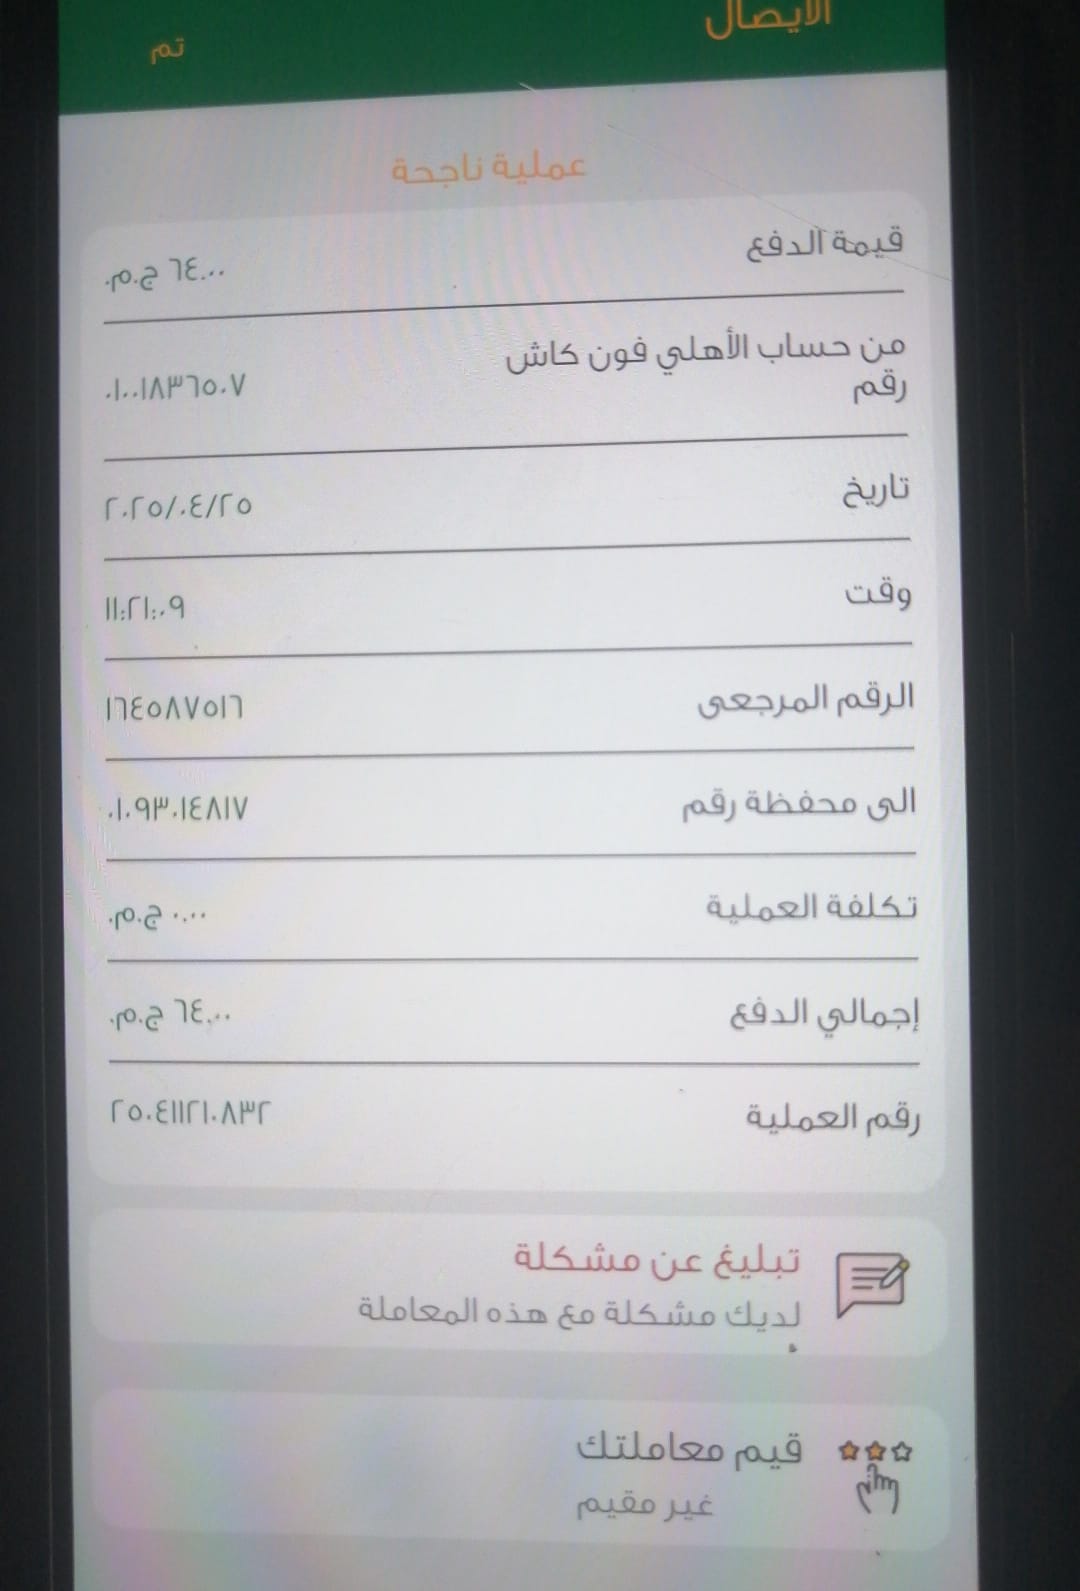 الايصال
تم
عملية ناجحة
قيمة الدفع
٦٤.٠٠ ج.م.
من حساب الأهلي فون كاش
رقم
٠١٠٠١٨٣٦٥٠٧
تاريخ
٢٠٢٥/٠٤/٢٥
وقت
١١:٢١:٠٩
الرقم المرجعى
١٦٤٥٨٧٥١٦
الى محفظة رقم
٠١٠٩٣٠١٤٨١٧
تكلفة العملية
٠.٠٠ ج.م.
إجمالي الدفع
٦٤.٠٠ ج.م.
رقم العملية
٢٥٠٤١١٢١٠٨٣٢
تبليغ عن مشكلة
لديك مشكلة مع هذه المعاملة
قيم معاملتك
غير مقيم